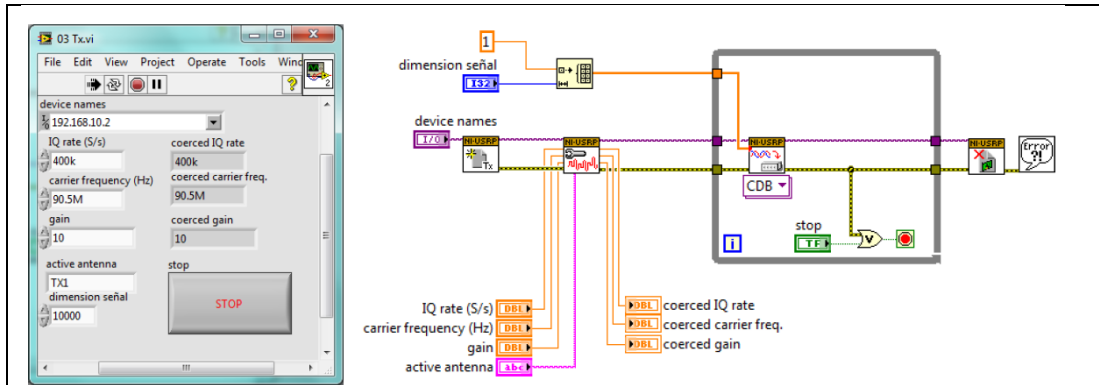 03 Tx.vi
File Edit View Project Operate Tools Wind
2
device names
192.168.10.2
IQ rate (S/s)
coerced IQ rate
400k
400k
carrier frequency (Hz)
coerced carrier freq.
90.5M
90.5M
gain
coerced gain
10
10
active antenna
stop
TX1
STOP
dimension señal
10000
1
dimension señal
I32
device names
I/O
NI-USRP
Tx
NI-USRP
NI-USRP
CDB
NI-USRP
Error
?!
stop
TF
i
IQ rate (S/s) DBL
carrier frequency (Hz) DBL
gain DBL
active antenna abc
DBL coerced IQ rate
DBL coerced carrier freq.
DBL coerced gain